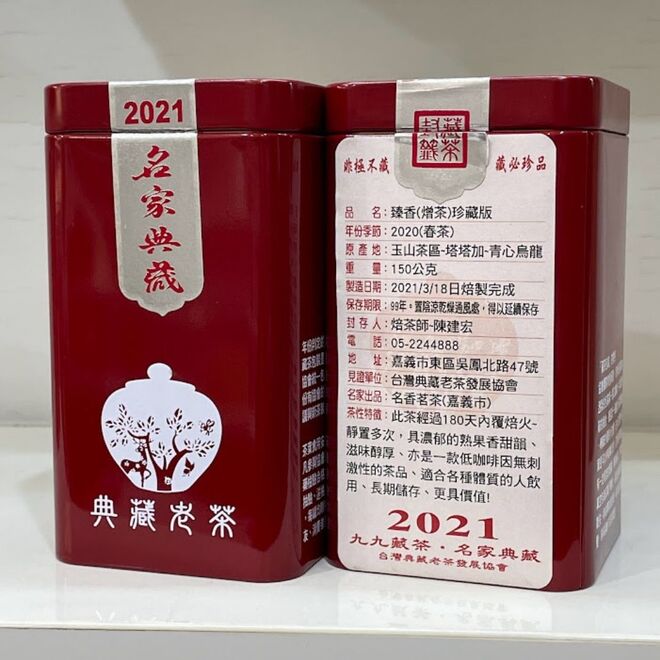 2021
名家典藏
典藏老茶
封藏
籤茶
非極不藏
藏必珍品
品名:臻香(熷茶)珍藏版
年份季節:2020(春茶)
原產地:玉山茶區-塔塔加-青心烏龍
重量:150公克
製造日期:2021/3/18日焙製完成
保存期限:99年。置陰涼乾燥通風處,得以延續保存
封存人:焙茶師-陳建宏
電話:05-2244888
地址:嘉義市東區吳鳳北路47號
見證單位:台灣典藏老茶發展協會
名家出品:名香茗茶(嘉義市)
茶性特徵:此茶經過180天內覆焙火~
靜置多次,具濃郁的熟果香甜韻、
滋味醇厚、亦是一款低咖啡因無刺
激性的茶品、適合各種體質的人飲
用、長期儲存、更具價值!
2021
九九藏茶・名家典藏
台灣典藏老茶發展協會